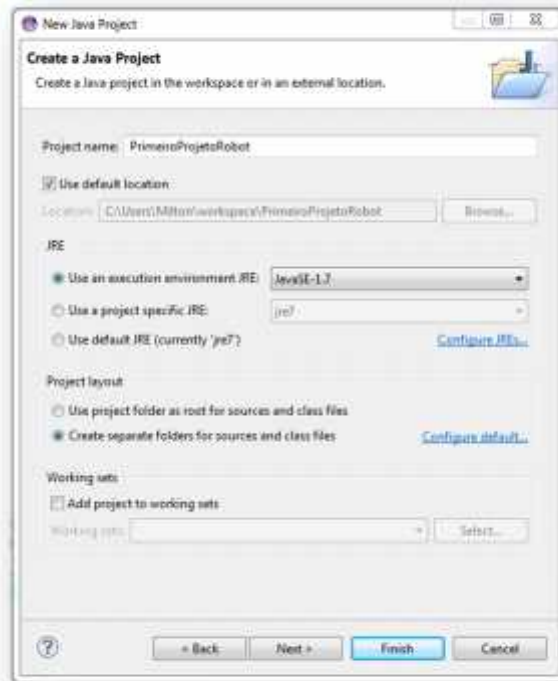 New Java Project
Create a Java Project
Create a Java project in the workspace or in an external location.
Project name: PrimeiroProjetoRobot
Use default location
Location: C:\Users\Milton\workspace\PrimeiroProjetoRobot Browse...
JRE
Use an execution environment JRE: JavaSE-1.7
Use a project specific JRE: jre7
Use default JRE (currently 'jre7') Configure JREs...
Project layout
Use project folder as root for sources and class files
Create separate folders for sources and class files Configure default...
Working sets
Add project to working sets
Working sets: Select...
? < Back Next > Finish Cancel